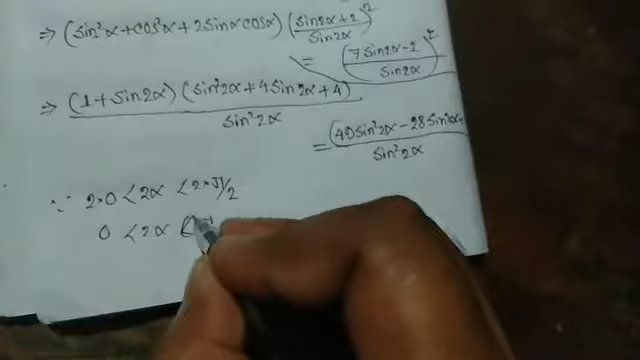 ⇒ (sin²α+cos²α+2sinα cosα) (sin2α+2 / sin2α)²
= (7sin2α-2 / sin2α)²
⇒ (1+sin2α) (sin²2α+4sin2α+4) / sin²2α
= (49sin²2α-28sin2α+ / sin²2α
∵ 2×0 < 2α < 2×π/2
0 < 2α <